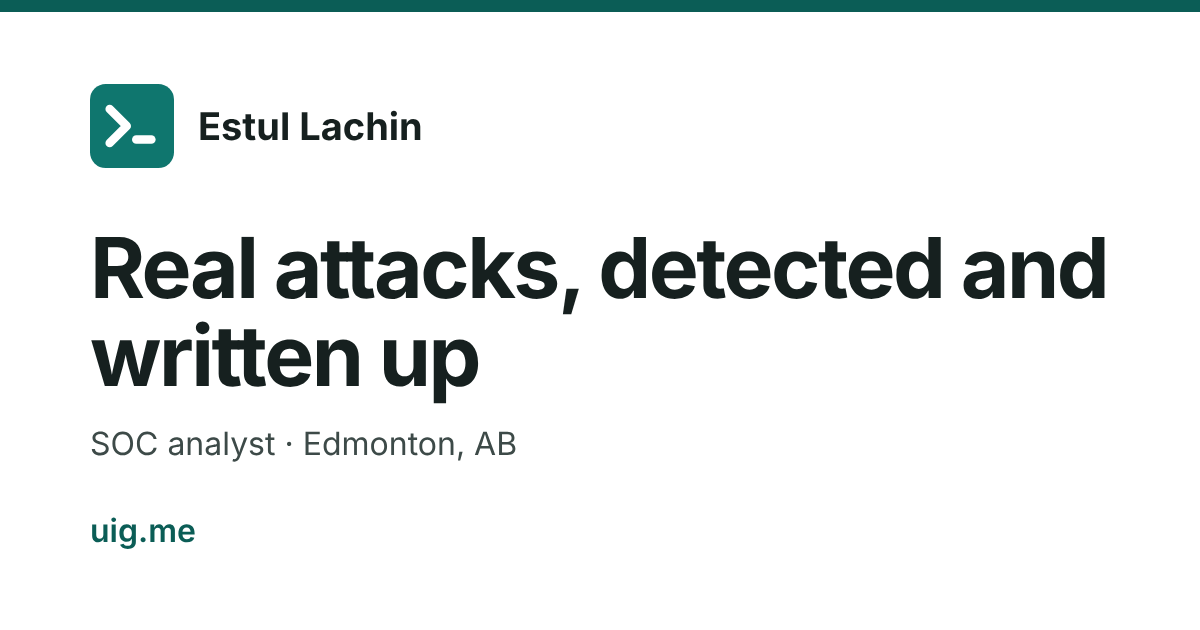 Estul Lachin
Real attacks, detected and
written up
SOC analyst · Edmonton, AB
uig.me